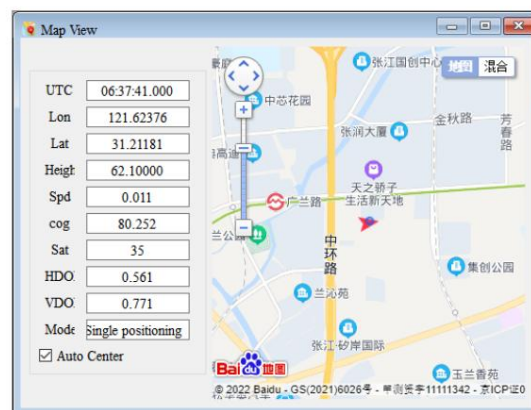 Map View
UTC 06:37:41.000
Lon 121.62376
Lat 31.21181
Heigh 62.10000
Spd 0.011
cog 80.252
Sat 35
HDO 0.561
VDO 0.771
Mode Single positioning
Auto Center
张江国创中心
地图 混合
中芯花园
金秋路
芳春路
张润大厦
天之骄子
生活新天地
广兰路
中环路
集创公园
兰沁苑
张江·矽岸国际
玉兰香苑
Bai du 地图
© 2022 Baidu - GS(2021)6026号 - 甲测资字11111342 - 京ICP证0